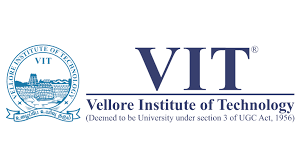 VELLORE INSTITUTE OF TECHNOLOGY
VIT
VIT®
Vellore Institute of Technology
(Deemed to be University under section 3 of UGC Act, 1956)